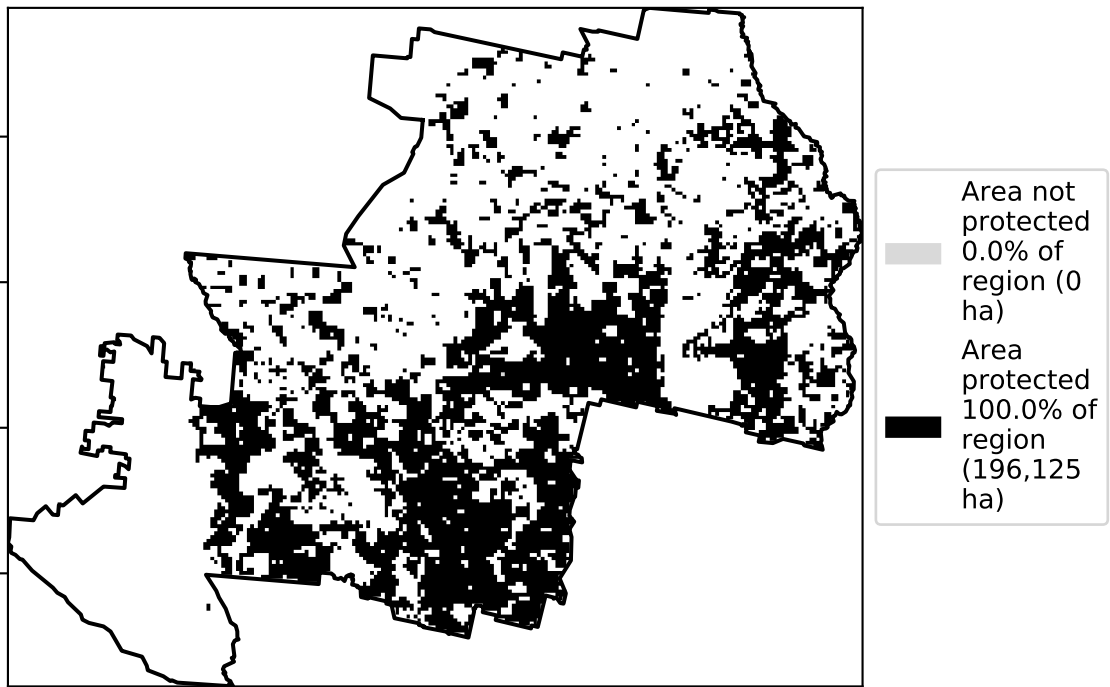 Area not
protected
0.0% of
region (0
ha)
Area
protected
100.0% of
region
(196,125
ha)